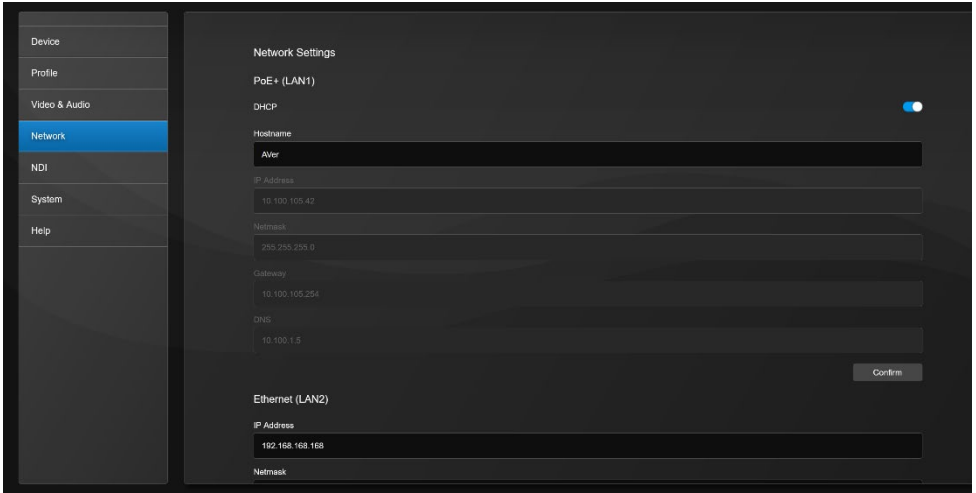 Device
Profile
Video & Audio
Network
NDI
System
Help
Network Settings
PoE+ (LAN1)
DHCP
Hostname
AVer
IP Address
10.100.105.42
Netmask
255.255.255.0
Gateway
10.100.105.254
DNS
10.100.1.5
Confirm
Ethernet (LAN2)
IP Address
192.168.168.168
Netmask